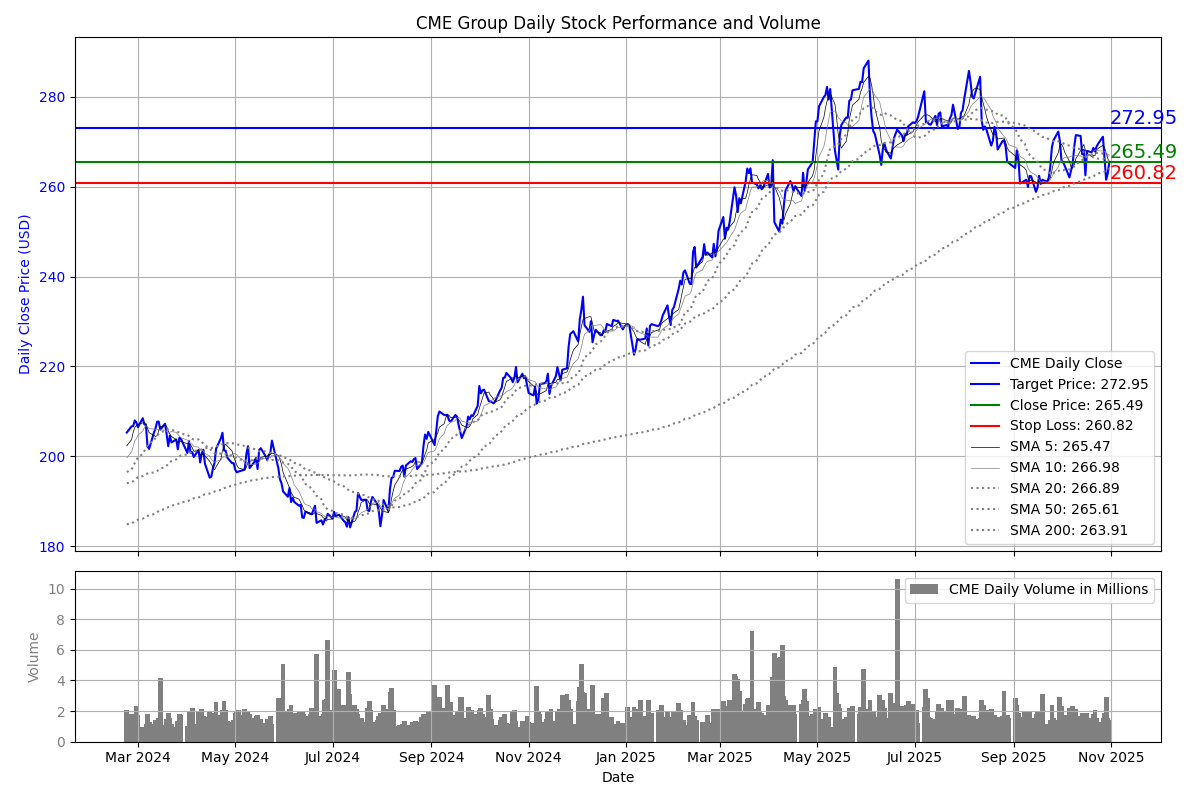 CME Group Daily Stock Performance and Volume
Daily Close Price (USD)
280
260
240
220
200
180
272.95
265.49
260.82
CME Daily Close
Target Price: 272.95
Close Price: 265.49
Stop Loss: 260.82
SMA 5: 265.47
SMA 10: 266.98
SMA 20: 266.89
SMA 50: 265.61
SMA 200: 263.91
Volume
10
8
6
4
2
0
CME Daily Volume in Millions
Mar 2024
May 2024
Jul 2024
Sep 2024
Nov 2024
Jan 2025
Mar 2025
May 2025
Jul 2025
Sep 2025
Nov 2025
Date